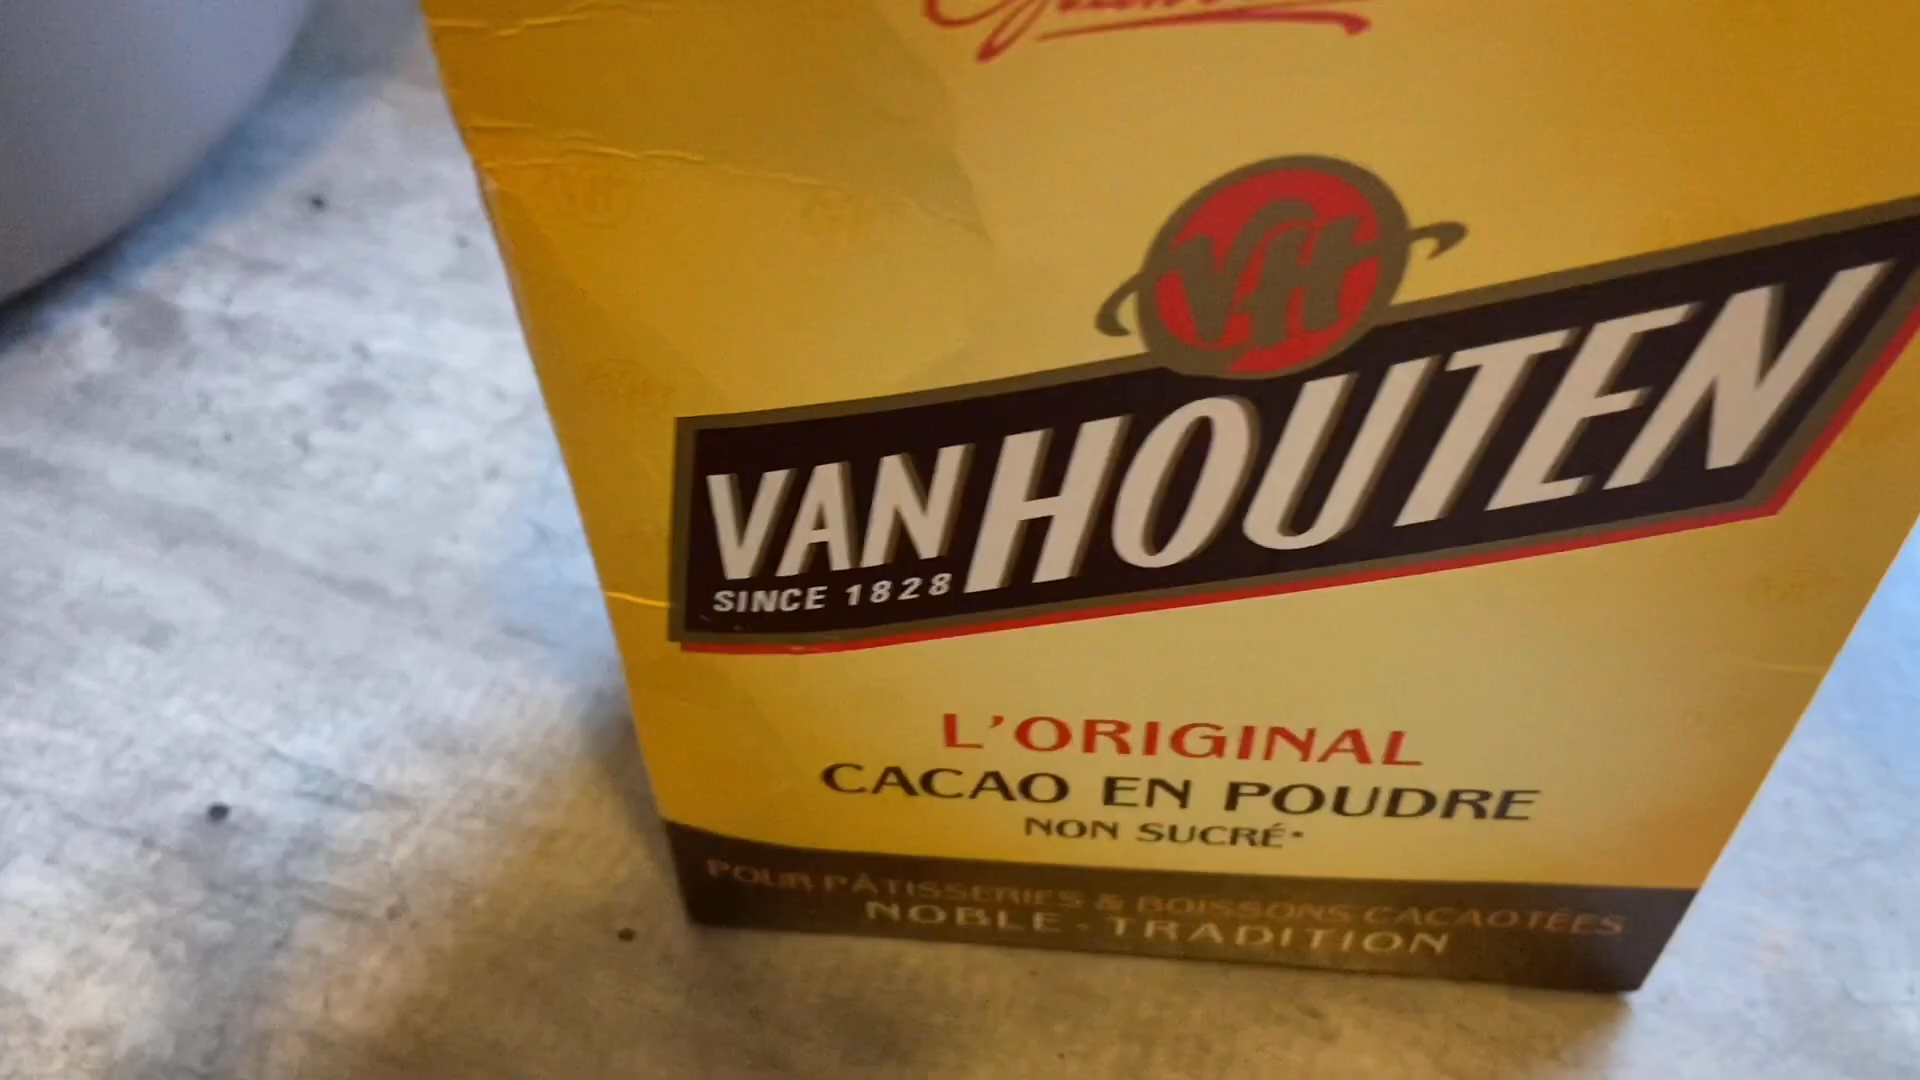 VH
VAN HOUTEN
SINCE 1828
L'ORIGINAL
CACAO EN POUDRE
NON SUCRÉ*
POUR PÂTISSERIES & BOISSONS CACAOTÉES
NOBLE - TRADITION